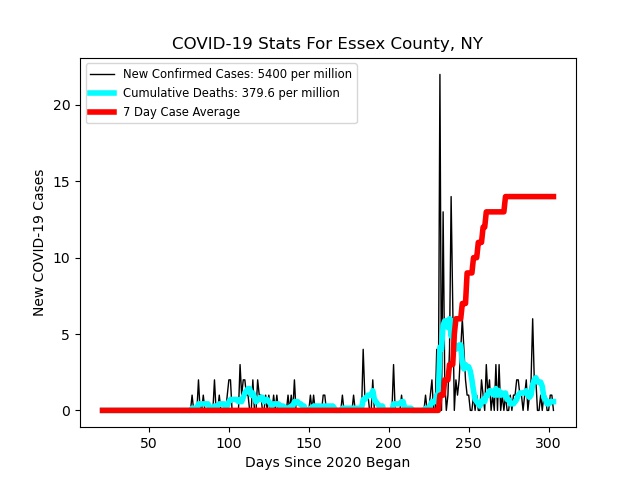 COVID-19 Stats For Essex County, NY
New Confirmed Cases: 5400 per million
Cumulative Deaths: 379.6 per million
7 Day Case Average
New COVID-19 Cases
20
15
10
5
0
50 100 150 200 250 300
Days Since 2020 Began